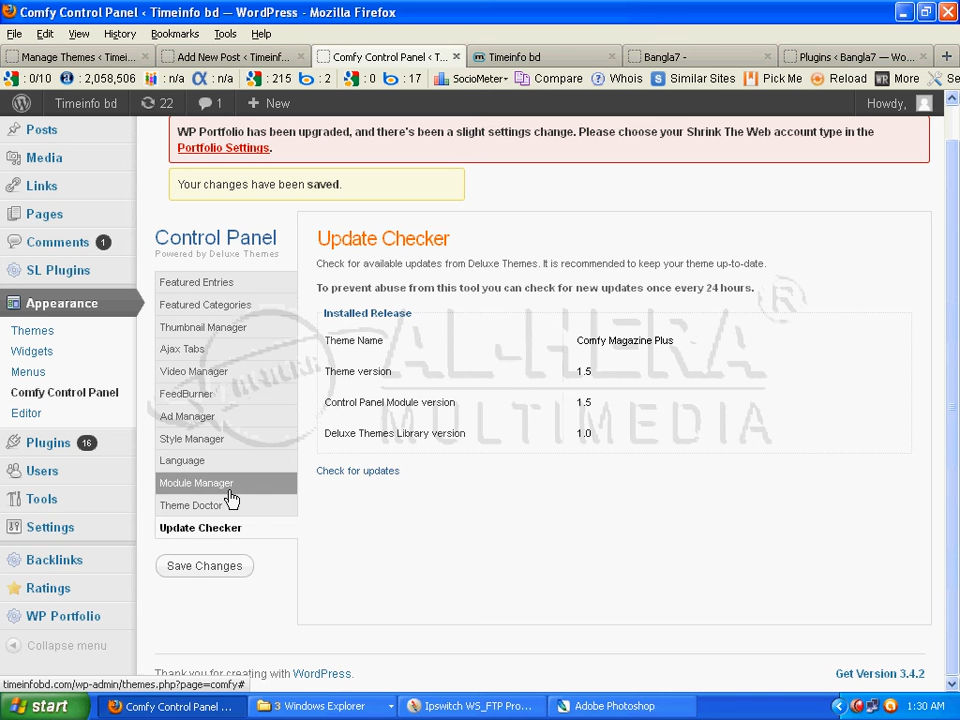 Comfy Control Panel ‹ Timeinfo bd — WordPress - Mozilla Firefox
File Edit View History Bookmarks Tools Help
Manage Themes ‹ Timei... Add New Post ‹ Timeinf... Comfy Control Panel ‹ T... Timeinfo bd Bangla7 - Plugins ‹ Bangla7 — Wo...
: 0/10 : 2,058,506 : n/a : n/a : 215 : 2 : 0 : 17 SocioMeter Compare Whois Similar Sites Pick Me Reload More Se
Timeinfo bd 22 1 New Howdy,
WP Portfolio has been upgraded, and there's been a slight settings change. Please choose your Shrink The Web account type in the
Portfolio Settings.
Your changes have been saved.
Posts
Media
Links
Pages
Comments 1
SL Plugins
Appearance
Themes
Widgets
Menus
Comfy Control Panel
Editor
Plugins 16
Users
Tools
Settings
Backlinks
Ratings
WP Portfolio
Collapse menu
Control Panel
Powered by Deluxe Themes
Featured Entries
Featured Categories
Thumbnail Manager
Ajax Tabs
Video Manager
FeedBurner
Ad Manager
Style Manager
Language
Module Manager
Theme Doctor
Update Checker
Save Changes
Update Checker
Check for available updates from Deluxe Themes. It is recommended to keep your theme up-to-date.
To prevent abuse from this tool you can check for new updates once every 24 hours.
Installed Release
Theme Name Comfy Magazine Plus
Theme version 1.5
Control Panel Module version 1.5
Deluxe Themes Library version 1.0
Check for updates
AL-HERA ®
MULTIMEDIA
Thank you for creating with WordPress. Get Version 3.4.2
timeinfobd.com/wp-admin/themes.php?page=comfy#
start Comfy Control Panel ... 3 Windows Explorer Ipswitch WS_FTP Pro... Adobe Photoshop 1:30 AM